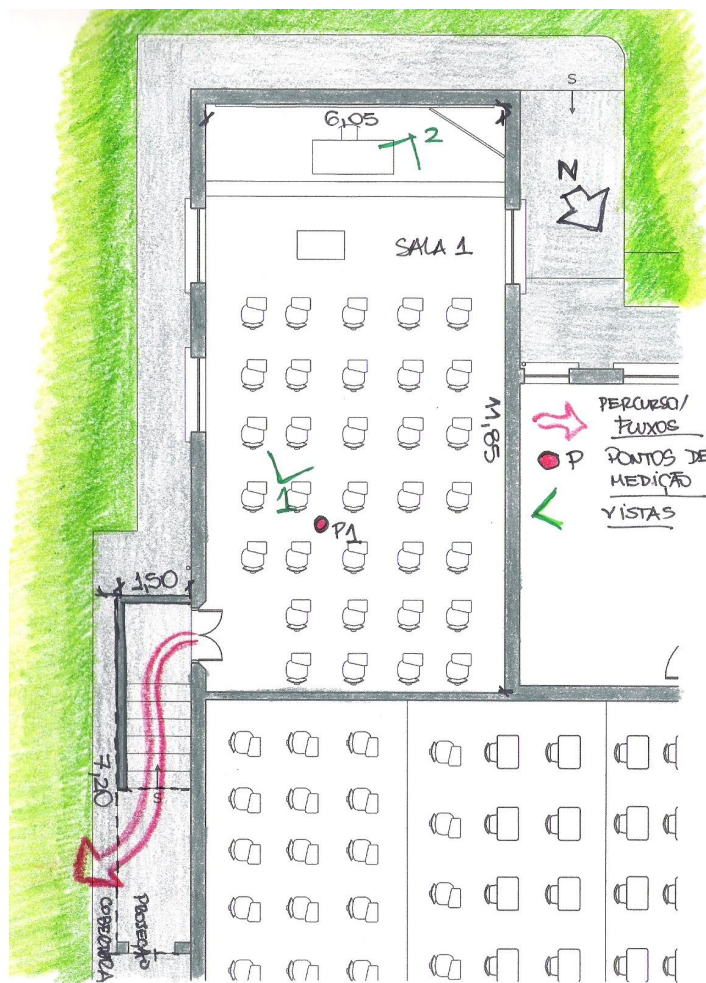 6,05
2
S
N
SALA 1
11,85
PERCURSO/
FLUXOS
P PONTOS DE
MEDIÇÃO
VISTAS
1
P1
1,50
7,20
S
PROJEÇÃO
COBERTURA